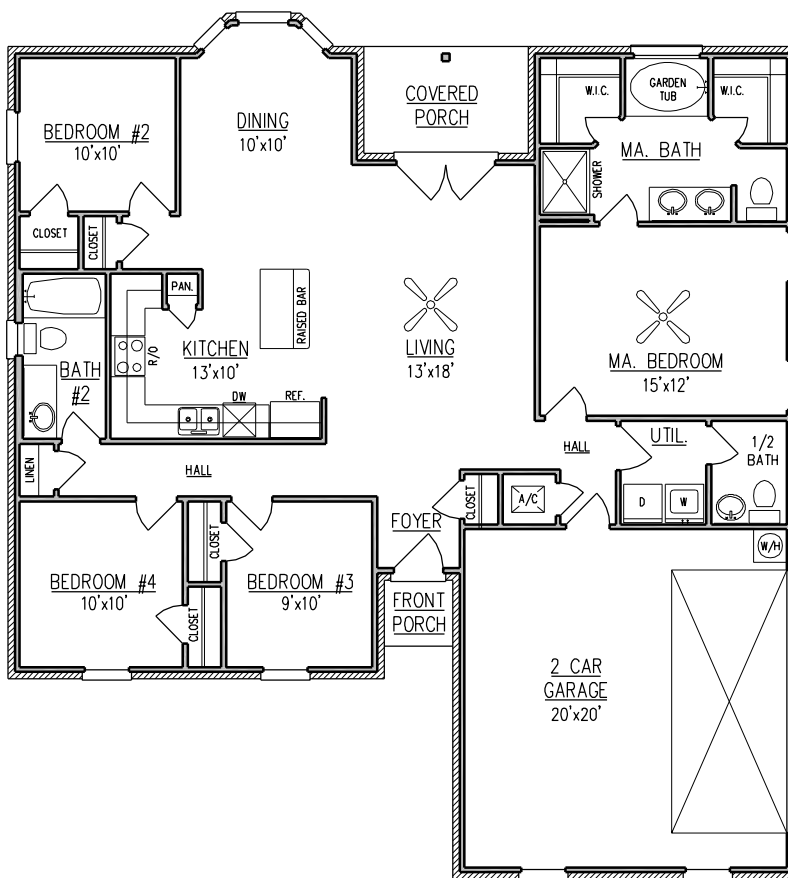 BEDROOM #2
10'x10'
DINING
10'x10'
COVERED
PORCH
W.I.C.
GARDEN
TUB
W.I.C.
MA. BATH
SHOWER
CLOSET
CLOSET
PAN.
RAISED BAR
R/O
KITCHEN
13'x10'
LIVING
13'x18'
MA. BEDROOM
15'x12'
BATH
#2
DW
REF.
LINEN
HALL
HALL
UTIL.
1/2
BATH
D
W
CLOSET
A/C
FOYER
CLOSET
W/H
BEDROOM #4
10'x10'
CLOSET
BEDROOM #3
9'x10'
FRONT
PORCH
2 CAR
GARAGE
20'x20'